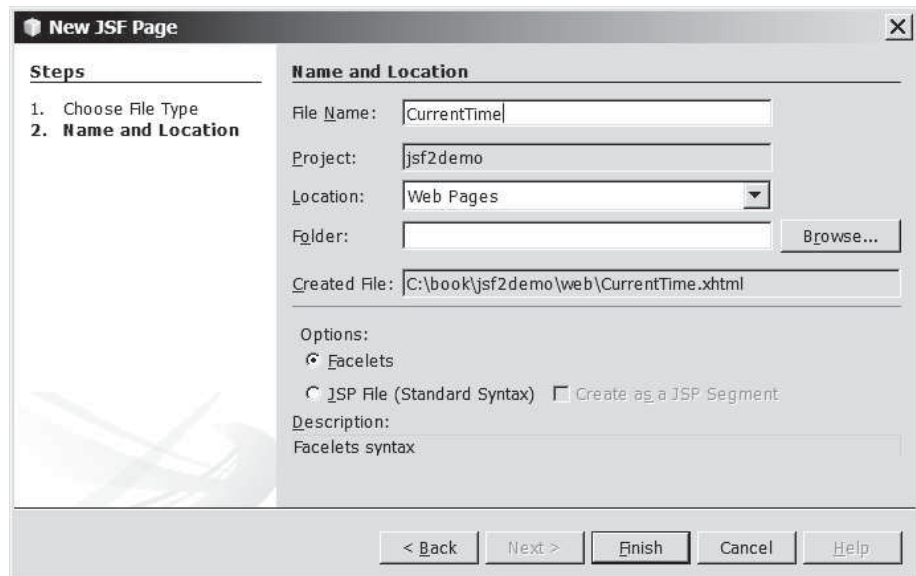 New JSF Page
Steps
1. Choose File Type
2. Name and Location
Name and Location
File Name: CurrentTime
Project: jsf2demo
Location: Web Pages
Folder: Browse...
Created File: C:\book\jsf2demo\web\CurrentTime.xhtml
Options:
Facelets
JSP File (Standard Syntax) Create as a JSP Segment
Description:
Facelets syntax
< Back Next > Finish Cancel Help